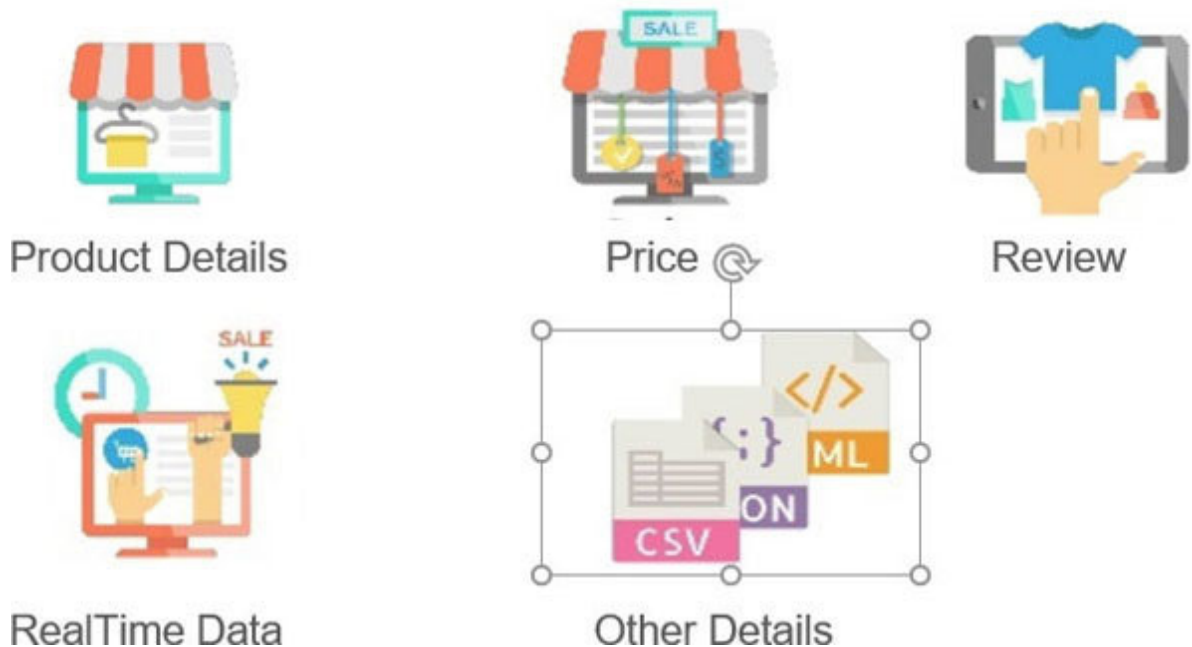 SALE
Product Details
Price
Review
SALE
</>
{;}
ML
ON
CSV
RealTime Data
Other Details